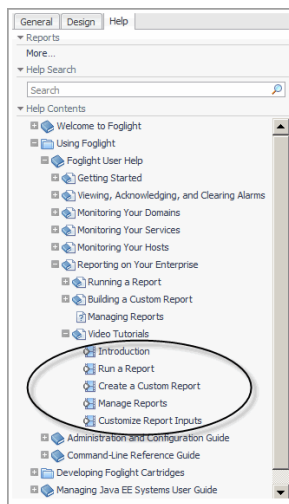 General Design Help
Reports
More...
Help Search
Search
Help Contents
Welcome to Foglight
Using Foglight
Foglight User Help
Getting Started
Viewing, Acknowledging, and Clearing Alarms
Monitoring Your Domains
Monitoring Your Services
Monitoring Your Hosts
Reporting on Your Enterprise
Running a Report
Building a Custom Report
Managing Reports
Video Tutorials
Introduction
Run a Report
Create a Custom Report
Manage Reports
Customize Report Inputs
Administration and Configuration Guide
Command-Line Reference Guide
Developing Foglight Cartridges
Managing Java EE Systems User Guide